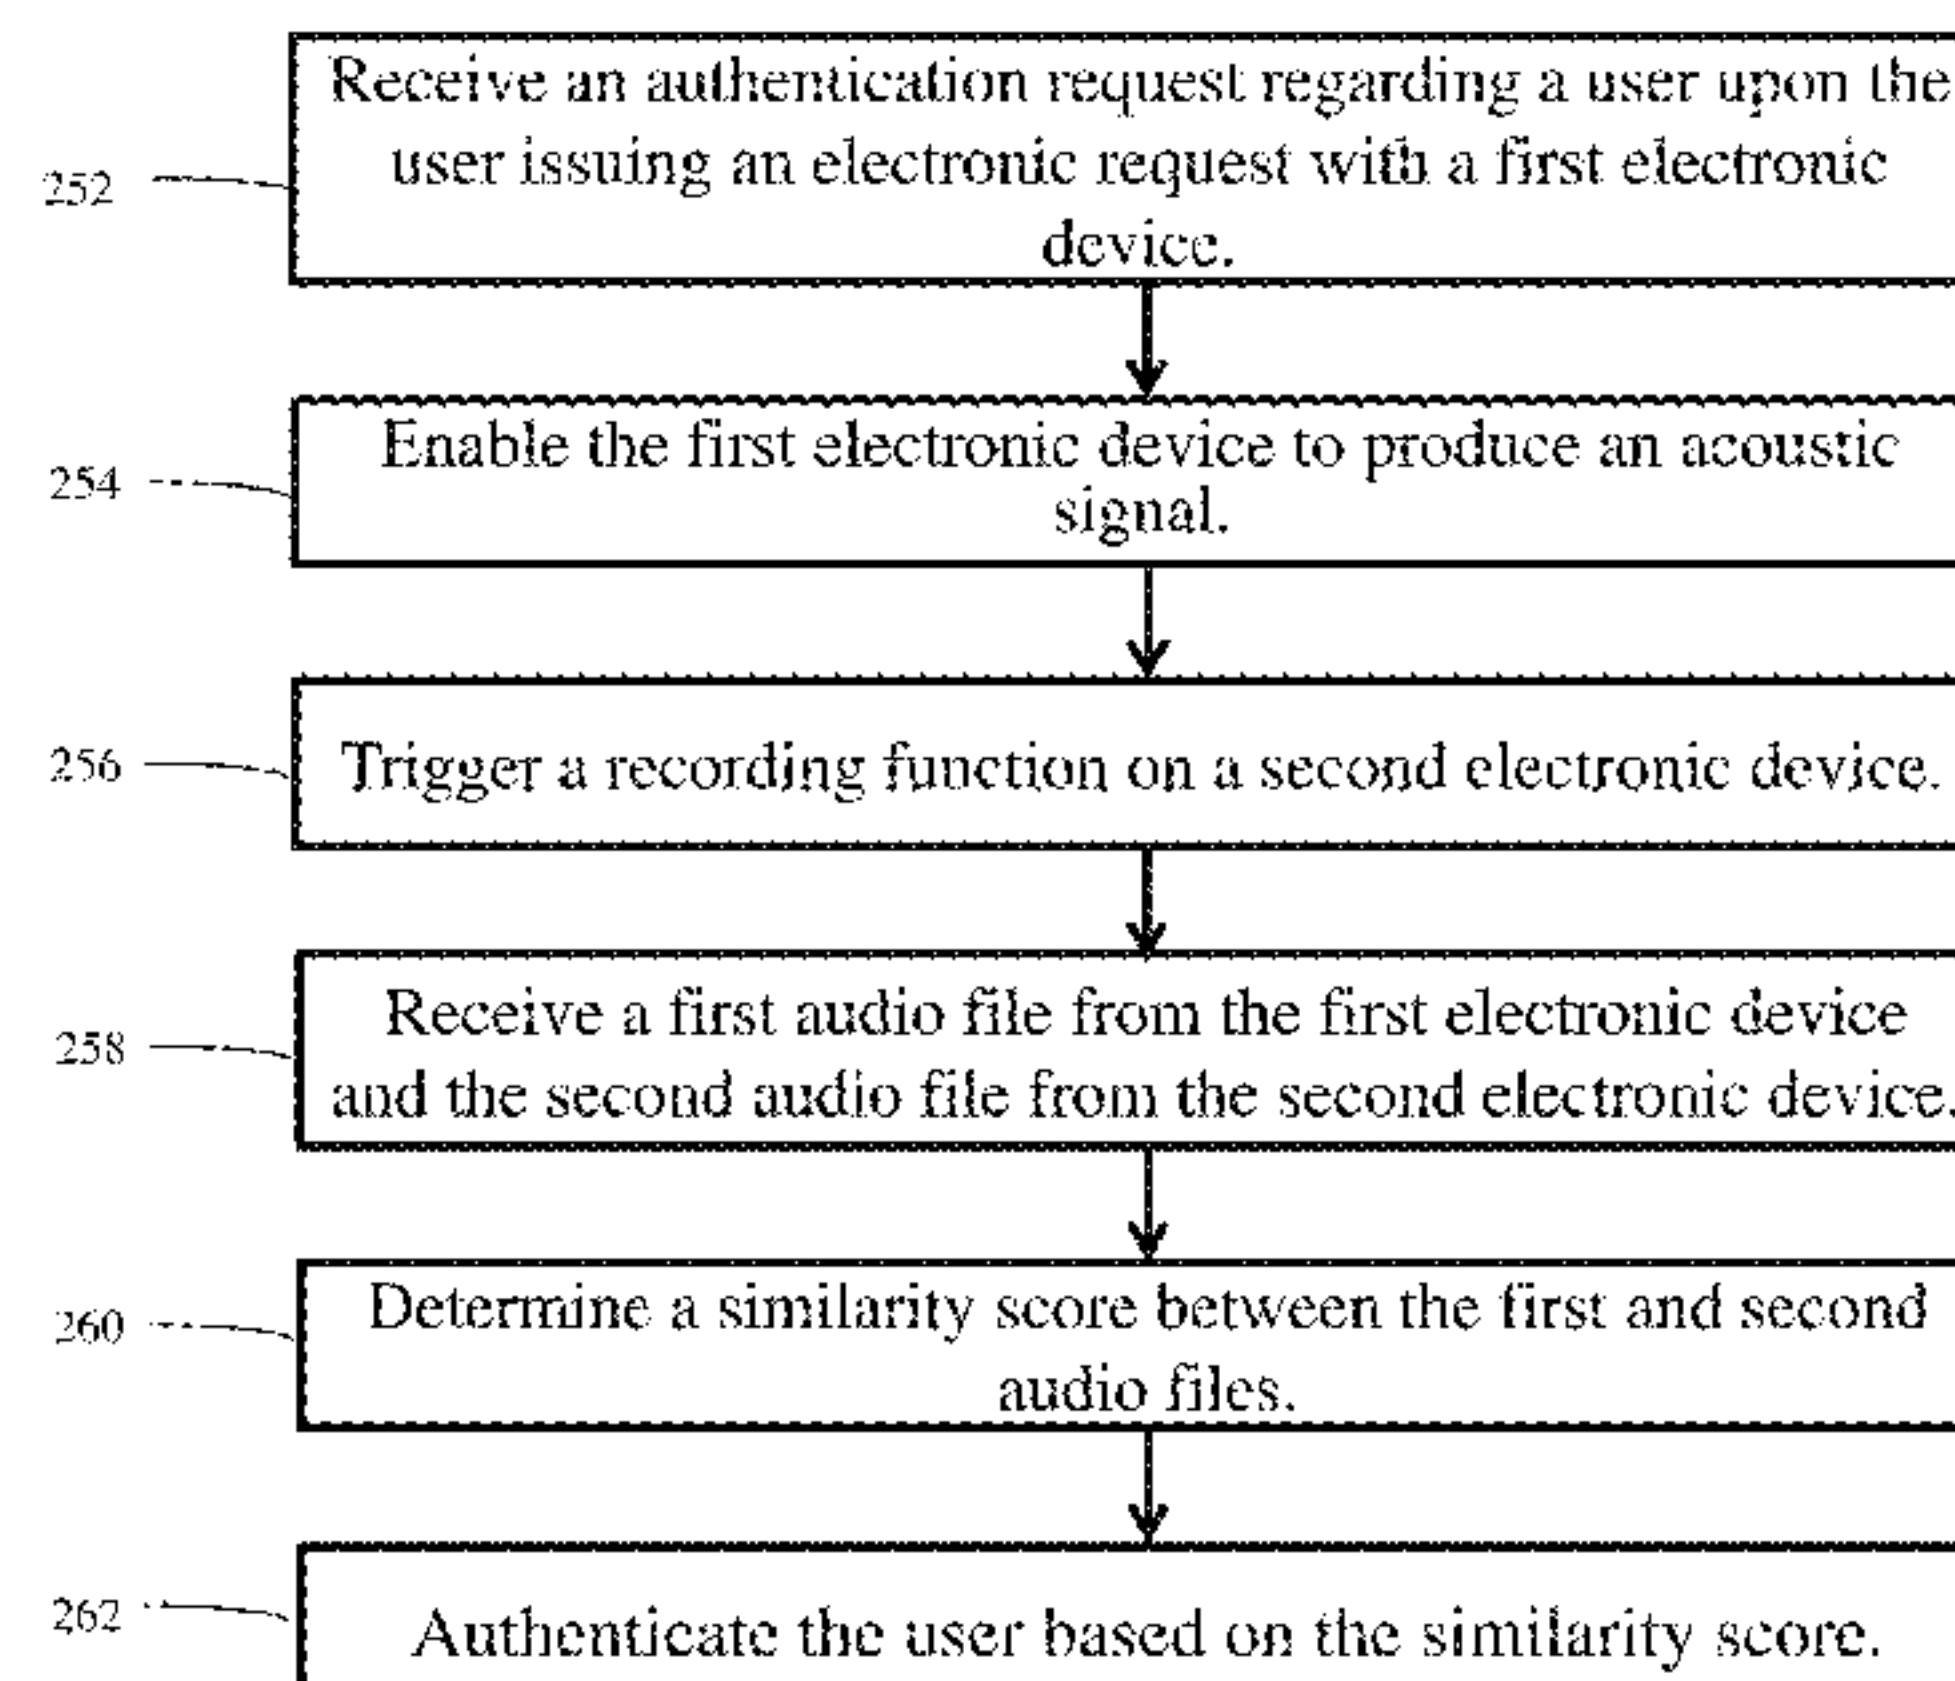 Receive an authentication request regarding a user upon the
252
user issuing an electronic request with a first electronic
device.
Enable the first electronic device to produce an acoustic
254
signal.
256
Trigger a recording function on a second electronic device.
Receive a first audio file from the first electronic device
258
and the second audio file from the second electronic device.
Determine a similarity score between the first and second
260
audio files.
262
Authenticate the user based on the similarity score.